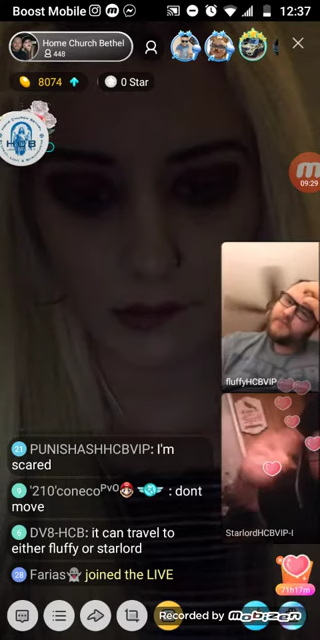 Boost Mobile 12:37
Home Church Bethel
448
8074 0 Star
HCB
09:29
fluffyHCBVIP
21 PUNISHASHHCBVIP: I'm
scared
9 '210'conecoᴾᵛᴼ : dont
move
6 DV8-HCB: it can travel to
either fluffy or starlord
StarlordHCBVIP-I
28 Farias👻 joined the LIVE
71h17m
Recorded by mobizen